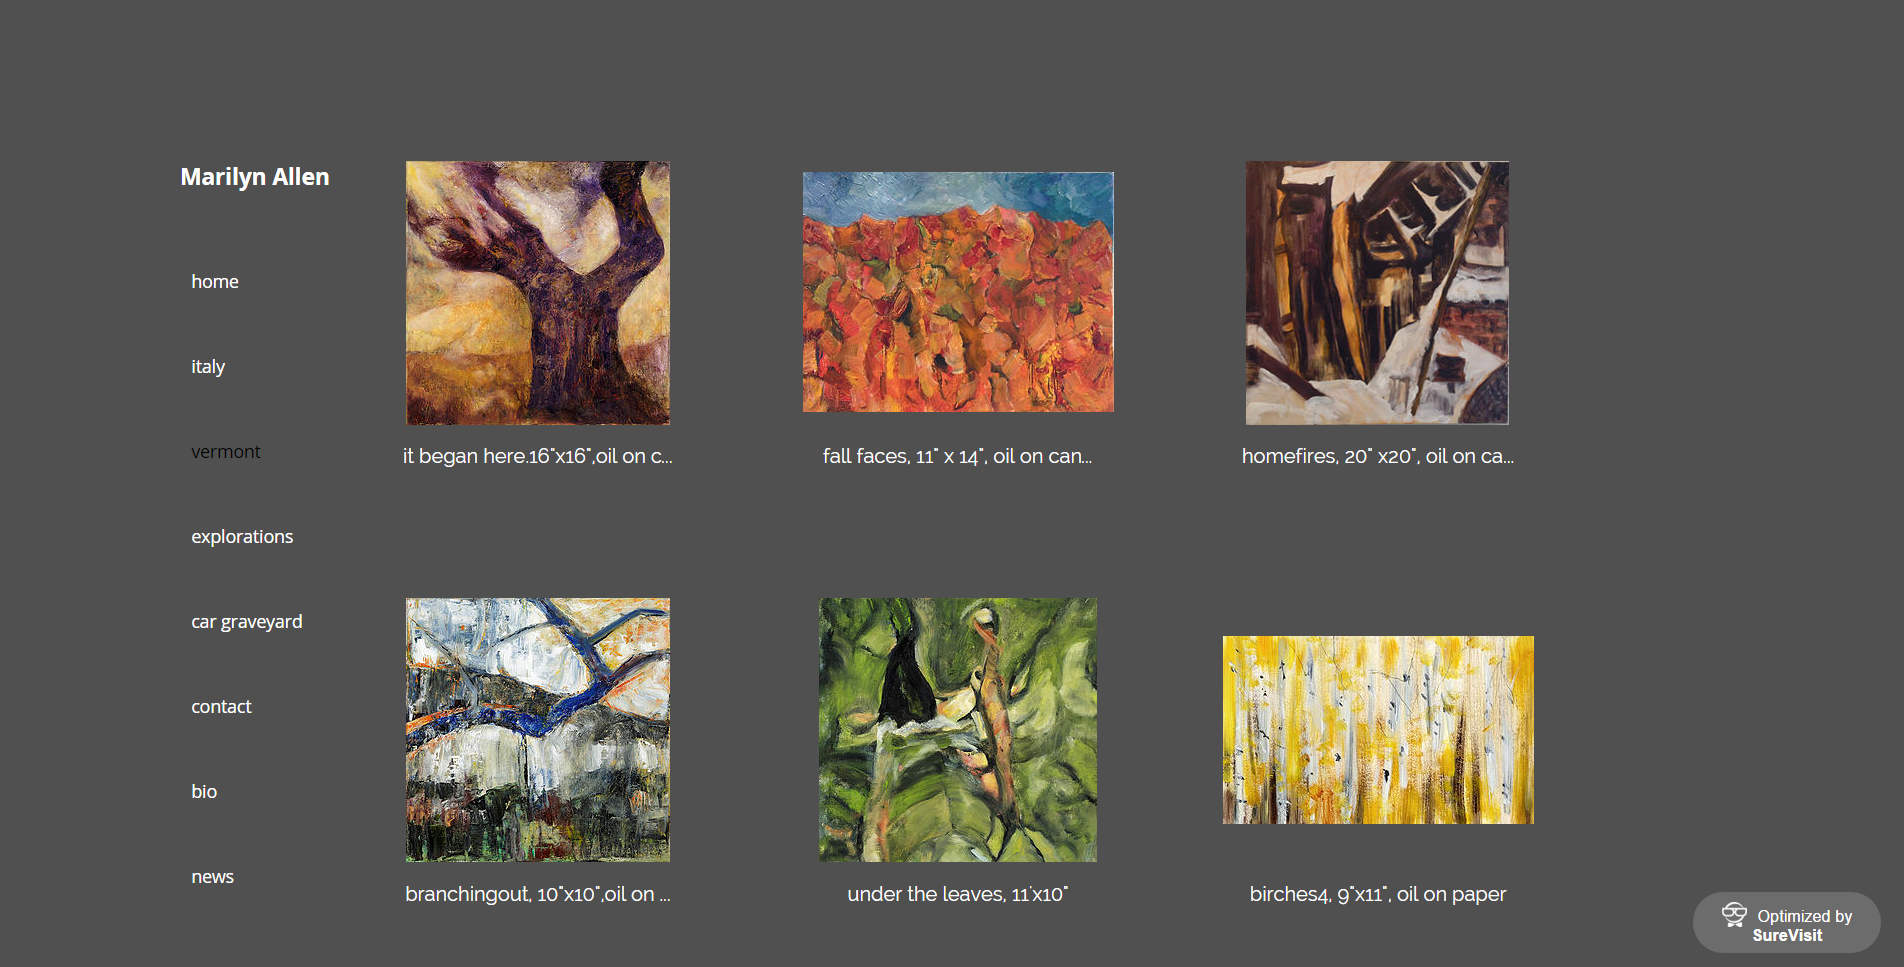 Marilyn Allen
home
italy
vermont
explorations
car graveyard
contact
bio
news
it began here.16"x16",oil on c...
fall faces, 11" x 14", oil on can...
homefires, 20" x20", oil on ca...
branchingout, 10"x10",oil on ...
under the leaves, 11'x10"
birches4, 9"x11", oil on paper
Optimized by
SureVisit